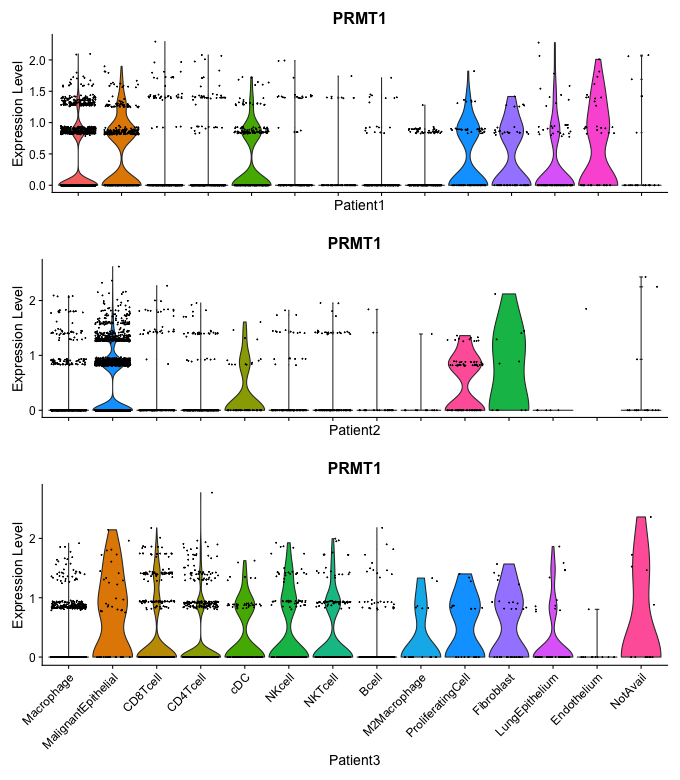 PRMT1
Expression Level
2.0
1.5
1.0
0.5
0.0
Patient1
PRMT1
Expression Level
2
1
0
Patient2
PRMT1
Expression Level
2
1
0
Macrophage
MalignantEpithelial
CD8Tcell
CD4Tcell
cDC
NKcell
NKTcell
Bcell
M2Macrophage
ProliferatingCell
Fibroblast
LungEpithelium
Endothelium
NotAvail
Patient3